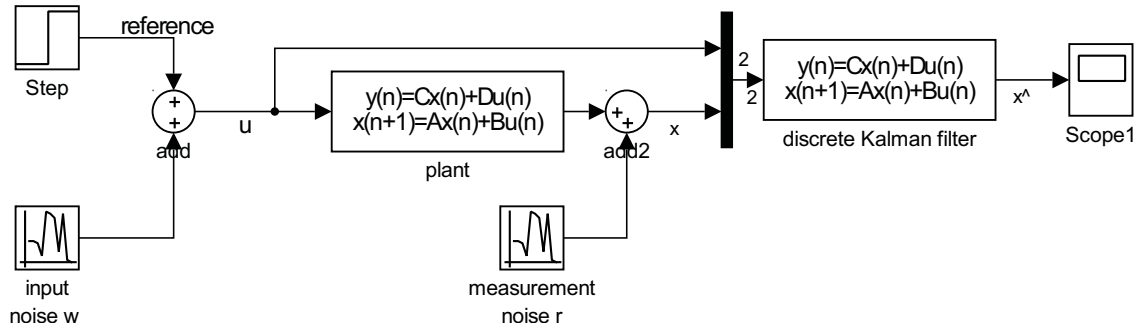 reference
Step
+
+
add
u
y(n)=Cx(n)+Du(n)
x(n+1)=Ax(n)+Bu(n)
plant
+
+
add2
x
2
2
y(n)=Cx(n)+Du(n)
x(n+1)=Ax(n)+Bu(n)
discrete Kalman filter
x^
Scope1
input
noise w
measurement
noise r